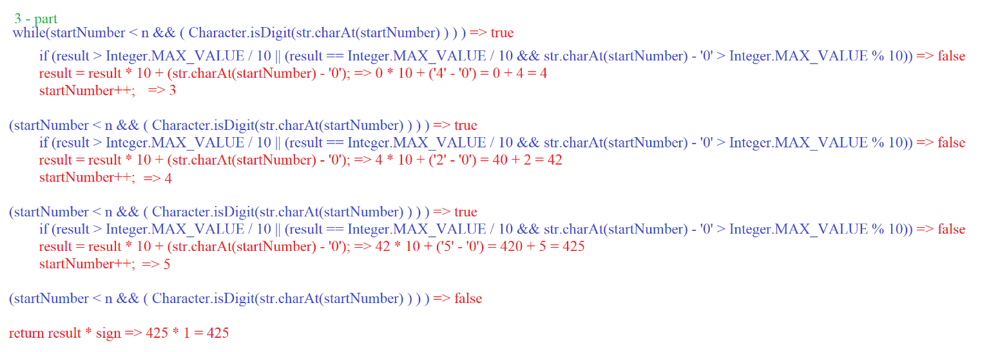 3 - part
while(startNumber < n && ( Character.isDigit(str.charAt(startNumber) ) ) ) => true
if (result > Integer.MAX_VALUE / 10 || (result == Integer.MAX_VALUE / 10 && str.charAt(startNumber) - '0' > Integer.MAX_VALUE % 10)) => false
result = result * 10 + (str.charAt(startNumber) - '0'); => 0 * 10 + ('4' - '0') = 0 + 4 = 4
startNumber++; => 3
(startNumber < n && ( Character.isDigit(str.charAt(startNumber) ) ) ) => true
if (result > Integer.MAX_VALUE / 10 || (result == Integer.MAX_VALUE / 10 && str.charAt(startNumber) - '0' > Integer.MAX_VALUE % 10)) => false
result = result * 10 + (str.charAt(startNumber) - '0'); => 4 * 10 + ('2' - '0') = 40 + 2 = 42
startNumber++; => 4
(startNumber < n && ( Character.isDigit(str.charAt(startNumber) ) ) ) => true
if (result > Integer.MAX_VALUE / 10 || (result == Integer.MAX_VALUE / 10 && str.charAt(startNumber) - '0' > Integer.MAX_VALUE % 10)) => false
result = result * 10 + (str.charAt(startNumber) - '0'); => 42 * 10 + ('5' - '0') = 420 + 5 = 425
startNumber++; => 5
(startNumber < n && ( Character.isDigit(str.charAt(startNumber) ) ) ) => false
return result * sign => 425 * 1 = 425